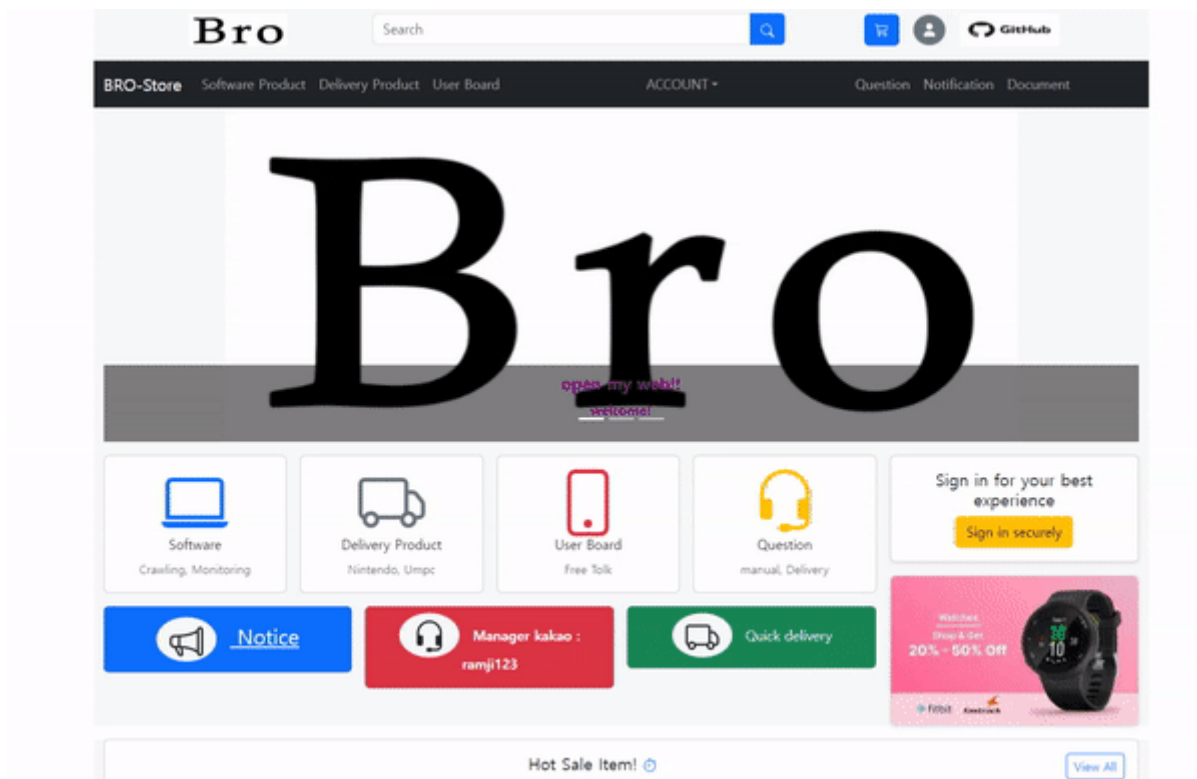 Bro
Search
GitHub
BRO-Store Software Product Delivery Product User Board ACCOUNT Question Notification Document
Bro
open my web!!
welcome!
Software
Crawling, Monitoring
Delivery Product
Nintendo, Umpc
User Board
Free Tolk
Question
manual, Delivery
Sign in for your best
experience
Sign in securely
Notice
Manager kakao :
ramji123
Quick delivery
Watches
Shop & Get
20% - 50% Off
10
fitbit fastrack
Hot Sale Item!
View All